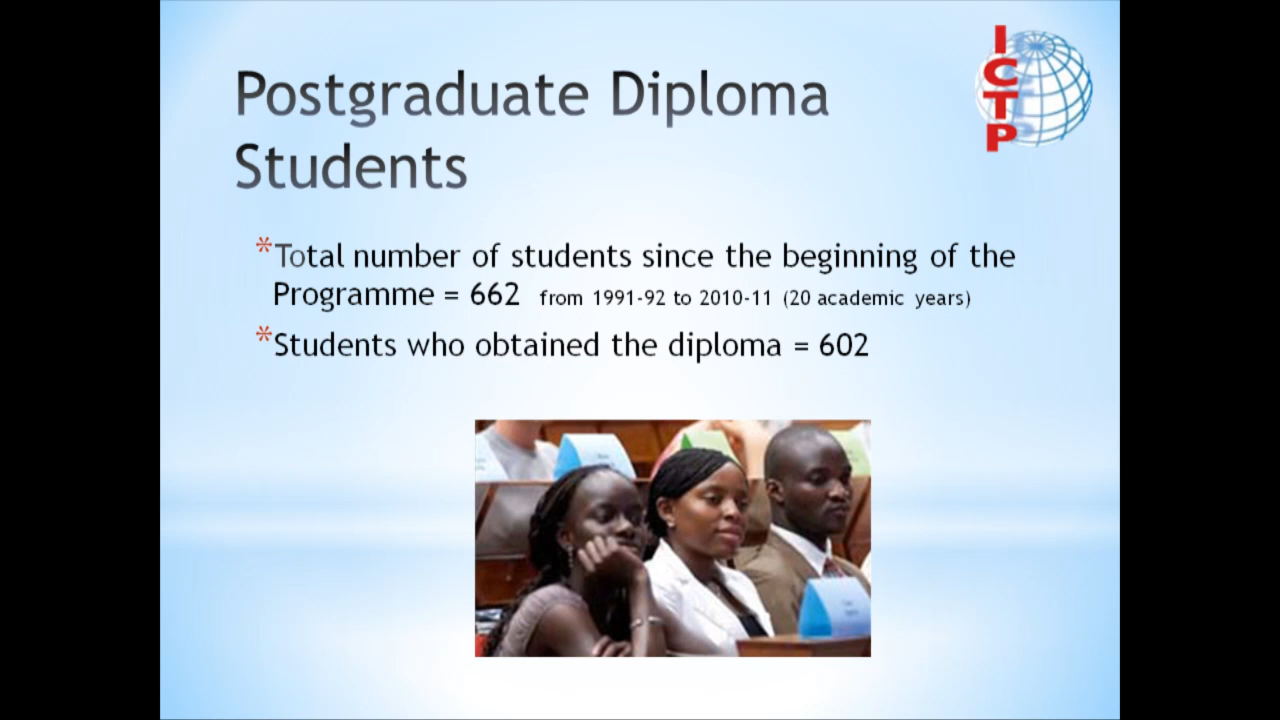 Postgraduate Diploma
Students
I
C
T
P
*Total number of students since the beginning of the
Programme = 662 from 1991-92 to 2010-11 (20 academic years)
*Students who obtained the diploma = 602